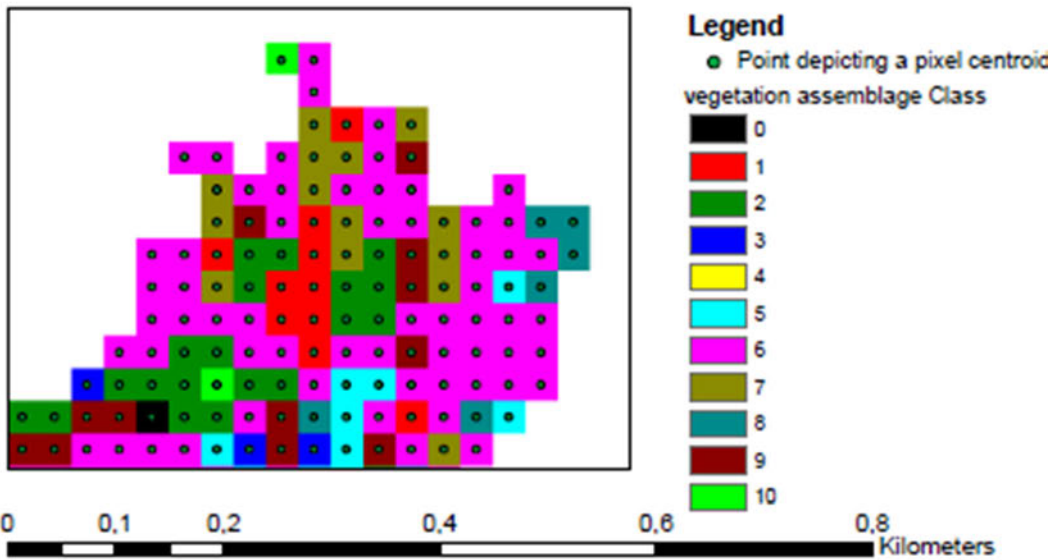 Legend
Point depicting a pixel centroid
vegetation assemblage Class
0
1
2
3
4
5
6
7
8
9
10
0 0,1 0,2 0,4 0,6 0,8
Kilometers